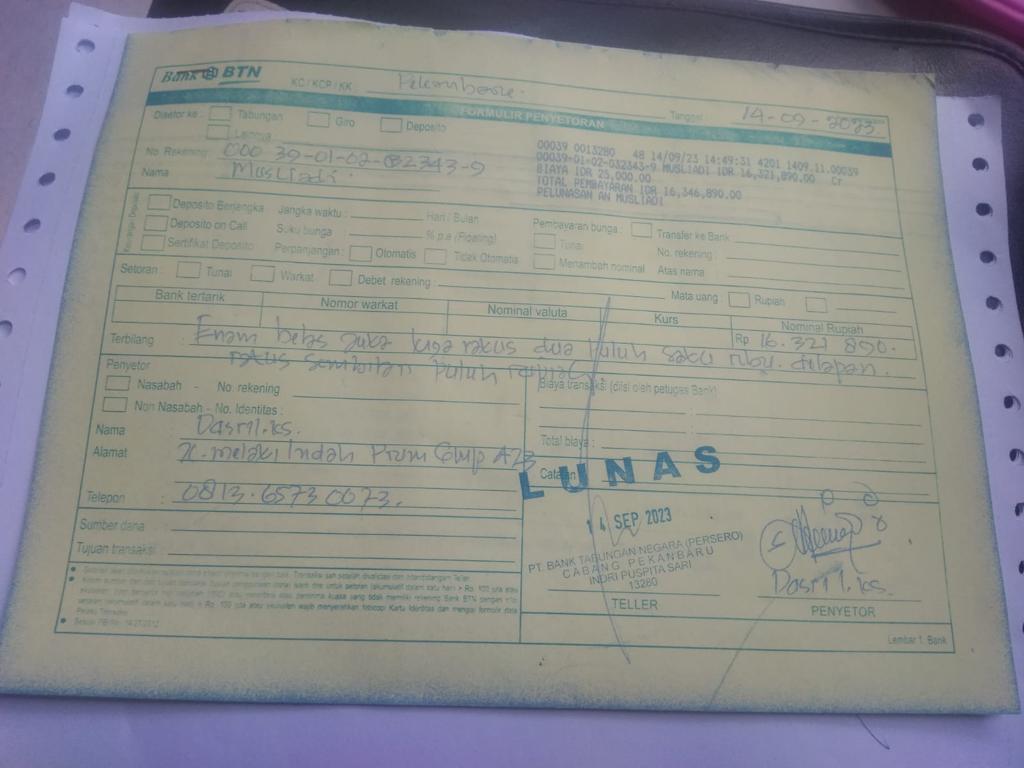 Bank BTN
KC / KCP / KK :
Tanggal : 14-09-2023
FORMULIR PENYETORAN
Disetor ke : Tabungan Giro Deposito
Lainnya
No. Rekening : 000 39-01-02-032343-9
Nama Musliadi.
00039 0013280 48 14/09/23 14:49:31 4201 1409.11.00039
00039-01-02-032343-9 MUSLIADI IDR 16,321,890.00 Cr
BIAYA IDR 25,000.00
TOTAL PEMBAYARAN IDR 16,346,890.00
PELUNASAN AN MUSLIADI
Deposito Berjangka Jangka waktu : Hari / Bulan
Deposito on Call Suku bunga : % p.a (Floating)
Sertifikat Deposito Perpanjangan : Otomatis Tidak Otomatis
Pembayaran bunga : Transfer ke Bank
Tunai No. rekening :
Menambah nominal Atas nama :
Setoran : Tunai Warkat Debet rekening : Mata uang Rupiah
Bank tertarik Nomor warkat Nominal valuta Kurs Nominal Rupiah
Rp 16.321 890.
Terbilang : Enam belas juta tiga ratus dua puluh satu ribu. delapan.
ratus sembilan puluh rupiah
Penyetor
Nasabah - No. rekening
Non Nasabah - No. Identitas :
Nama : Dasril.ks.
Alamat melati Indah A23
Telepon : 0813.6573 0073.
Sumber dana :
Tujuan transaksi :
Biaya transaksi (diisi oleh petugas Bank)
Total biaya :
Catatan
LUNAS
14 SEP 2023
PT. BANK TABUNGAN NEGARA (PERSERO)
CABANG PEKANBARU
INDRI PUSPITA SARI
13280
TELLER
Dasril.ks.
PENYETOR
Lembar 1. Bank